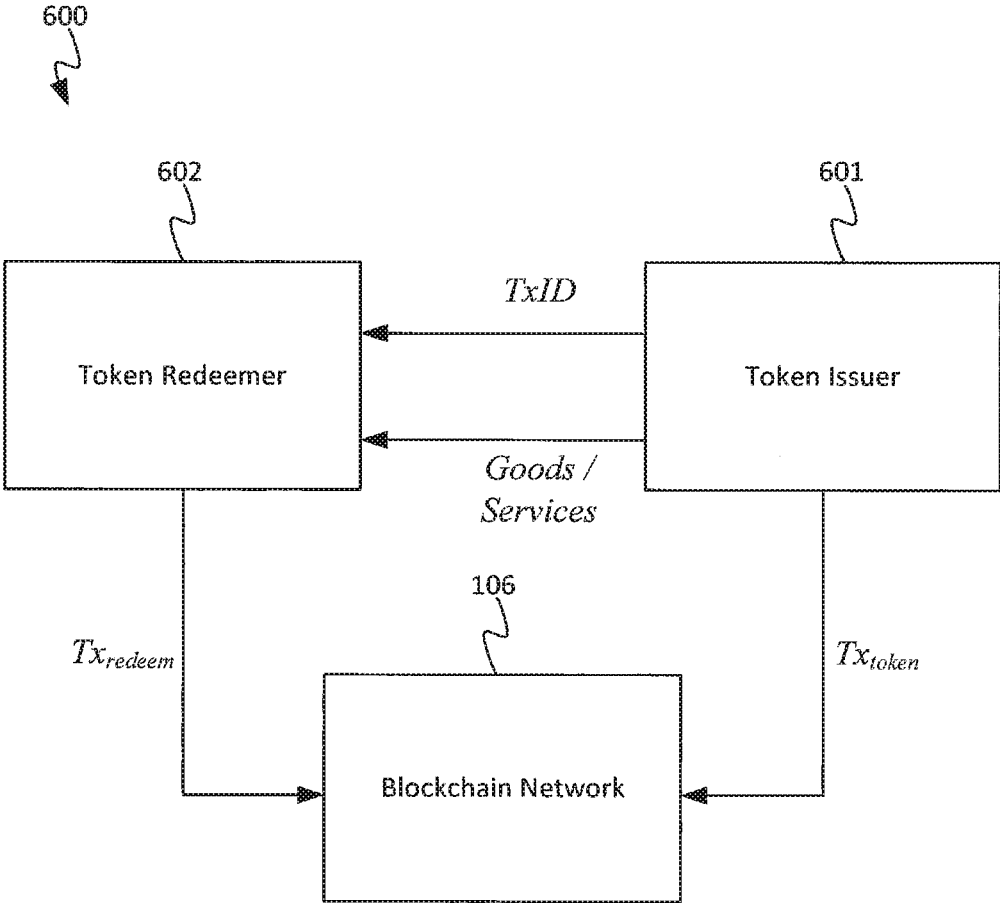 600
602
601
TxID
Token Redeemer
Token Issuer
Goods /
Services
106
Txredeem
Txtoken
Blockchain Network